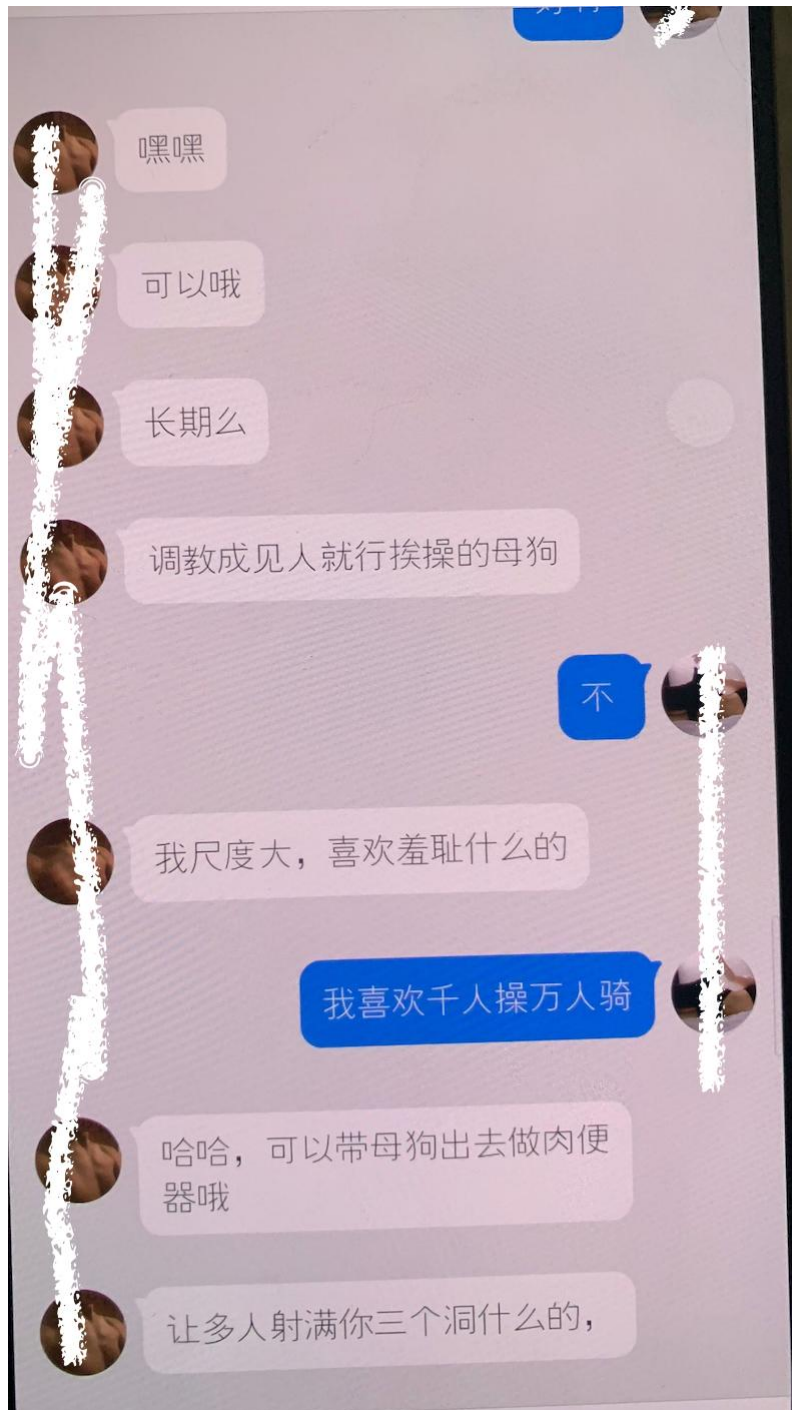 嘿嘿
可以哦
长期么
调教成见人就行挨操的母狗
不
我尺度大，喜欢羞耻什么的
我喜欢千人操万人骑
哈哈，可以带母狗出去做肉便
器哦
让多人射满你三个洞什么的，